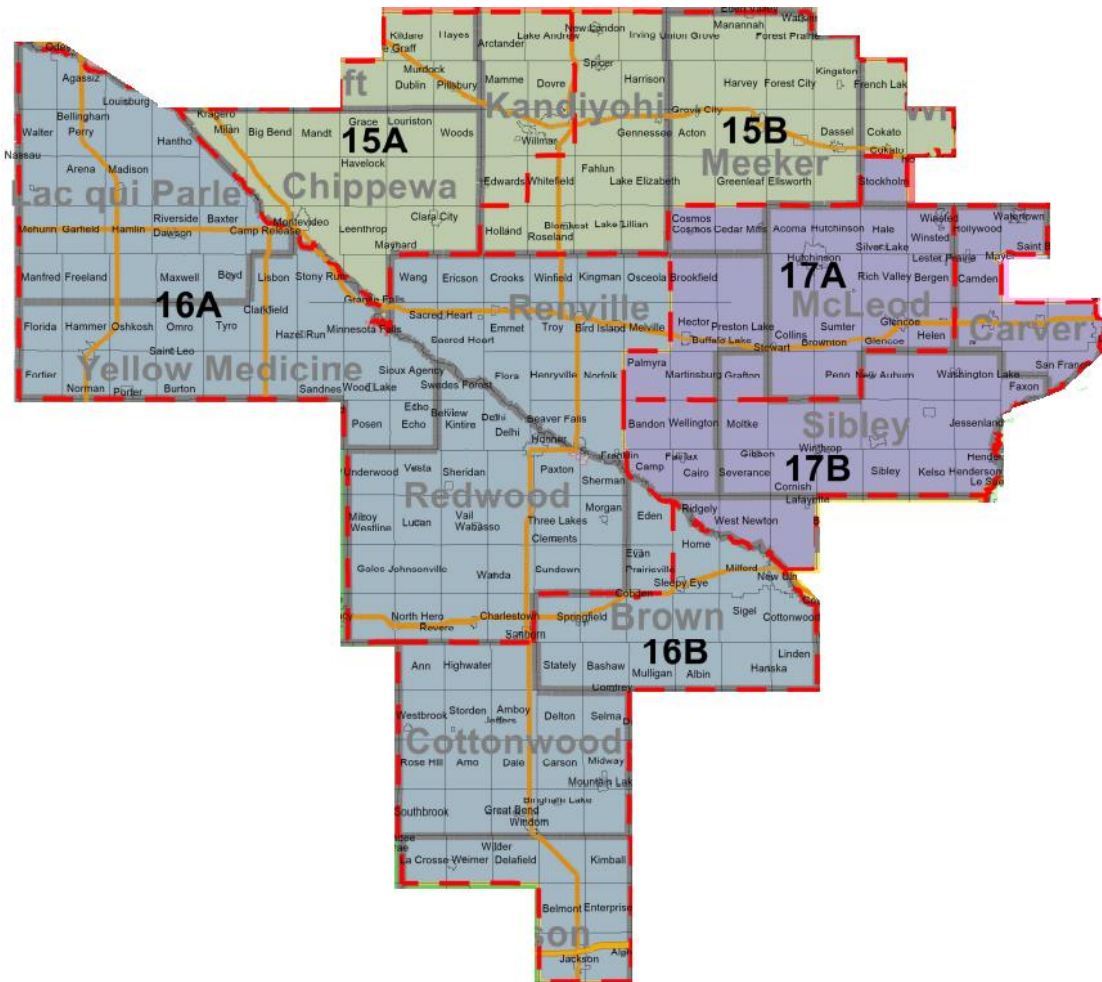 Kildare Hayes Arctander Lake Andrew New London Irving Union Grove Manannah Forest Prairie
Agassiz Murdock Mamme Dovre Spicer Harrison Harvey Forest City Kingston French Lake
Louisburg Dublin Pillsbury
Bellingham Kragero Kandiyohi Grove City
Walter Perry Milan Big Bend Mandt Grace Louriston Woods Willmar Gennessee Acton Dassel Cokato
15A 15B
Nassau Hantho Havelock Meeker Cokato
Arena Madison Fahlun
Lac qui Parle Chippewa Edwards Whitefield Lake Elizabeth Greenleaf Ellsworth Stockholm
Riverside Baxter Clara City
Mehurin Garfield Hamlin Dawson Camp Release Montevideo Leenthrop Holland Roseland Blomkest Lake Lillian Cosmos Cosmos Cedar Mills Acoma Hutchinson Hale Winsted Hollywood Watertown
Maynard Hutchinson Silver Lake Winsted
Lester Prairie Mayer
Manfred Freeland Maxwell Boyd Lisbon Stony Run Wang Ericson Crooks Winfield Kingman Osceola Brookfield 17A Rich Valley Bergen Camden
16A Clarkfield Granite Falls Renville McLeod
Florida Hammer Oshkosh Omro Tyro Hazel Run Minnesota Falls Sacred Heart Emmet Troy Bird Island Melville Hector Preston Lake Collins Sumter Glencoe Carver
Saint Leo Sacred Heart Buffalo Lake Stewart Brownton Glencoe Helen
Yellow Medicine Sioux Agency Palmyra
Fortier Norman Porter Burton Sandnes Wood Lake Swedes Forest Flora Henryville Norfolk Martinsburg Grafton Penn New Auburn Washington Lake Faxon
Echo Belview Delhi Beaver Falls Sibley
Posen Echo Kintire Delhi Honner Bandon Wellington Moltke Jessenland
Winthrop
Franklin Camp Fairfax Gibbon 17B
Underwood Vesta Sheridan Paxton Sherman Cairo Severance Sibley Kelso Henderson
Redwood Cornish
Milroy Westline Lucan Vail Wabasso Morgan Ridgely Lafayette
Three Lakes Eden West Newton
Clements Home
Evan
Gales Johnsonville Wanda Sundown Prairieville Milford
Sleepy Eye New Ulm
Cobden
North Hero Charlestown Springfield Brown Sigel Cottonwood
Revere Sanborn
16B
Ann Highwater Stately Bashaw Mulligan Albin Linden
Hanska
Comfrey
Westbrook Storden Amboy Jeffers Delton Selma
Cottonwood
Rose Hill Amo Dale Carson Midway
Southbrook Great Bend Bingham Lake
Windom
Wilder
La Crosse Weimer Delafield Kimball
Belmont Enterprise
Jackson